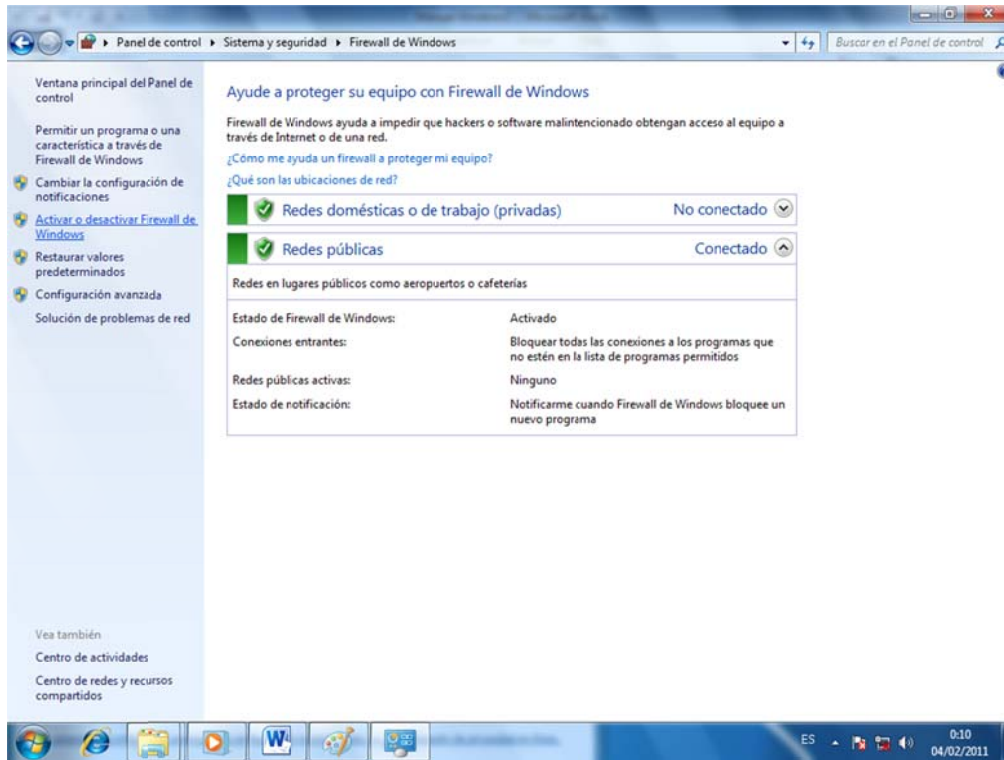 Panel de control ▸ Sistema y seguridad ▸ Firewall de Windows
Buscar en el Panel de control
Ventana principal del Panel de
control
Permitir un programa o una
característica a través de
Firewall de Windows
Cambiar la configuración de
notificaciones
Activar o desactivar Firewall de
Windows
Restaurar valores
predeterminados
Configuración avanzada
Solución de problemas de red
Ayude a proteger su equipo con Firewall de Windows
Firewall de Windows ayuda a impedir que hackers o software malintencionado obtengan acceso al equipo a
través de Internet o de una red.
¿Cómo me ayuda un firewall a proteger mi equipo?
¿Qué son las ubicaciones de red?
Redes domésticas o de trabajo (privadas) No conectado
Redes públicas Conectado
Redes en lugares públicos como aeropuertos o cafeterías
Estado de Firewall de Windows: Activado
Conexiones entrantes: Bloquear todas las conexiones a los programas que
no estén en la lista de programas permitidos
Redes públicas activas: Ninguno
Estado de notificación: Notificarme cuando Firewall de Windows bloquee un
nuevo programa
Vea también
Centro de actividades
Centro de redes y recursos
compartidos
ES
0:10
04/02/2011